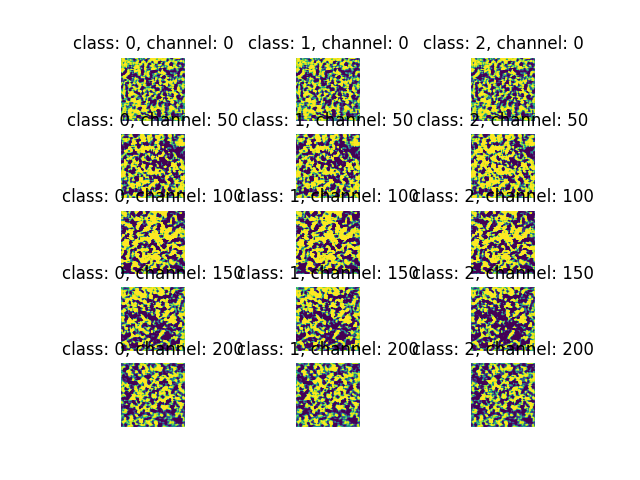 class: 0, channel: 0 class: 1, channel: 0 class: 2, channel: 0
class: 0, channel: 50 class: 1, channel: 50 class: 2, channel: 50
class: 0, channel: 100 class: 1, channel: 100 class: 2, channel: 100
class: 0, channel: 150 class: 1, channel: 150 class: 2, channel: 150
class: 0, channel: 200 class: 1, channel: 200 class: 2, channel: 200